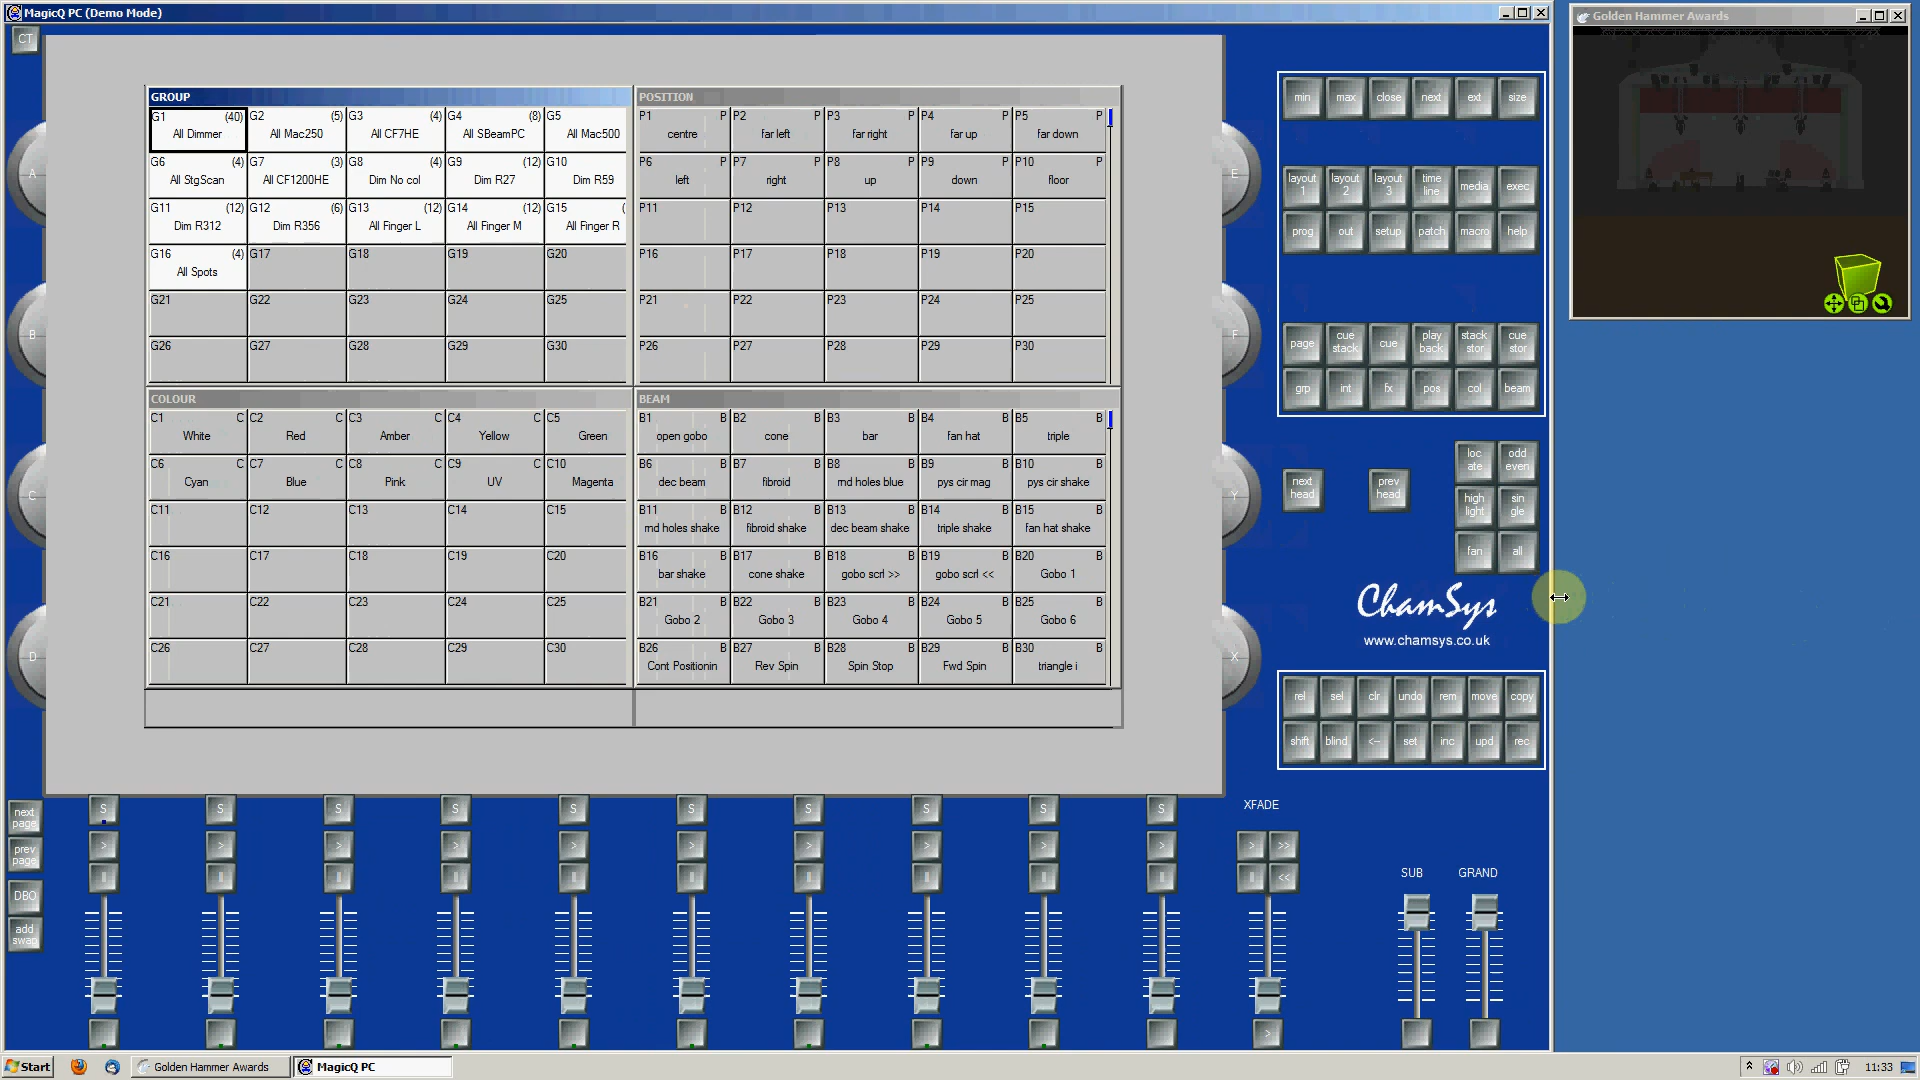 MagicQ PC (Demo Mode)
Golden Hammer Awards
CT
GROUP
G1 (40) G2 (5) G3 (4) G4 (8) G5
All Dimmer All Mac250 All CF7HE All SBeamPC All Mac500
G6 (4) G7 (3) G8 (4) G9 (12) G10
All StgScan All CF1200HE Dim No col Dim R27 Dim R59
G11 (12) G12 (6) G13 (12) G14 (12) G15 (
Dim R312 Dim R356 All Finger L All Finger M All Finger R
G16 (4) G17 G18 G19 G20
All Spots
G21 G22 G23 G24 G25
G26 G27 G28 G29 G30
POSITION
P1 P P2 P P3 P P4 P P5 P
centre far left far right far up far down
P6 P P7 P P8 P P9 P P10 P
left right up down floor
P11 P12 P13 P14 P15
P16 P17 P18 P19 P20
P21 P22 P23 P24 P25
P26 P27 P28 P29 P30
COLOUR
C1 C C2 C C3 C C4 C C5
White Red Amber Yellow Green
C6 C C7 C C8 C C9 C C10
Cyan Blue Pink UV Magenta
C11 C12 C13 C14 C15
C16 C17 C18 C19 C20
C21 C22 C23 C24 C25
C26 C27 C28 C29 C30
BEAM
B1 B B2 B B3 B B4 B B5 B
open gobo cone bar fan hat triple
B6 B B7 B B8 B B9 B B10 B
dec beam fibroid rnd holes blue pys cir mag pys cir shake
B11 B B12 B B13 B B14 B B15 B
rnd holes shake fibroid shake dec beam shake triple shake fan hat shake
B16 B B17 B B18 B B19 B B20 B
bar shake cone shake gobo scrl >> gobo scrl << Gobo 1
B21 B B22 B B23 B B24 B B25 B
Gobo 2 Gobo 3 Gobo 4 Gobo 5 Gobo 6
B26 B B27 B B28 B B29 B B30 B
Cont Positionin Rev Spin Spin Stop Fwd Spin triangle i
A
B
C
D
E
F
Y
X
min max close next ext size
layout 1 layout 2 layout 3 time line media exec
prog out setup patch macro help
page cue stack cue play back stack stor cue stor
grp int fx pos col beam
next head prev head
loc ate odd even
high light sin gle
fan all
ChamSys
www.chamsys.co.uk
rel sel clr undo rem move copy
shift blind <-- set inc upd rec
next page
prev page
DBO
add swap
S S S S S S S S S S
> > > > > > > > > >
|| || || || || || || || || ||
XFADE
> >>
|| <<
>
SUB GRAND
Start Golden Hammer Awards MagicQ PC 11:33